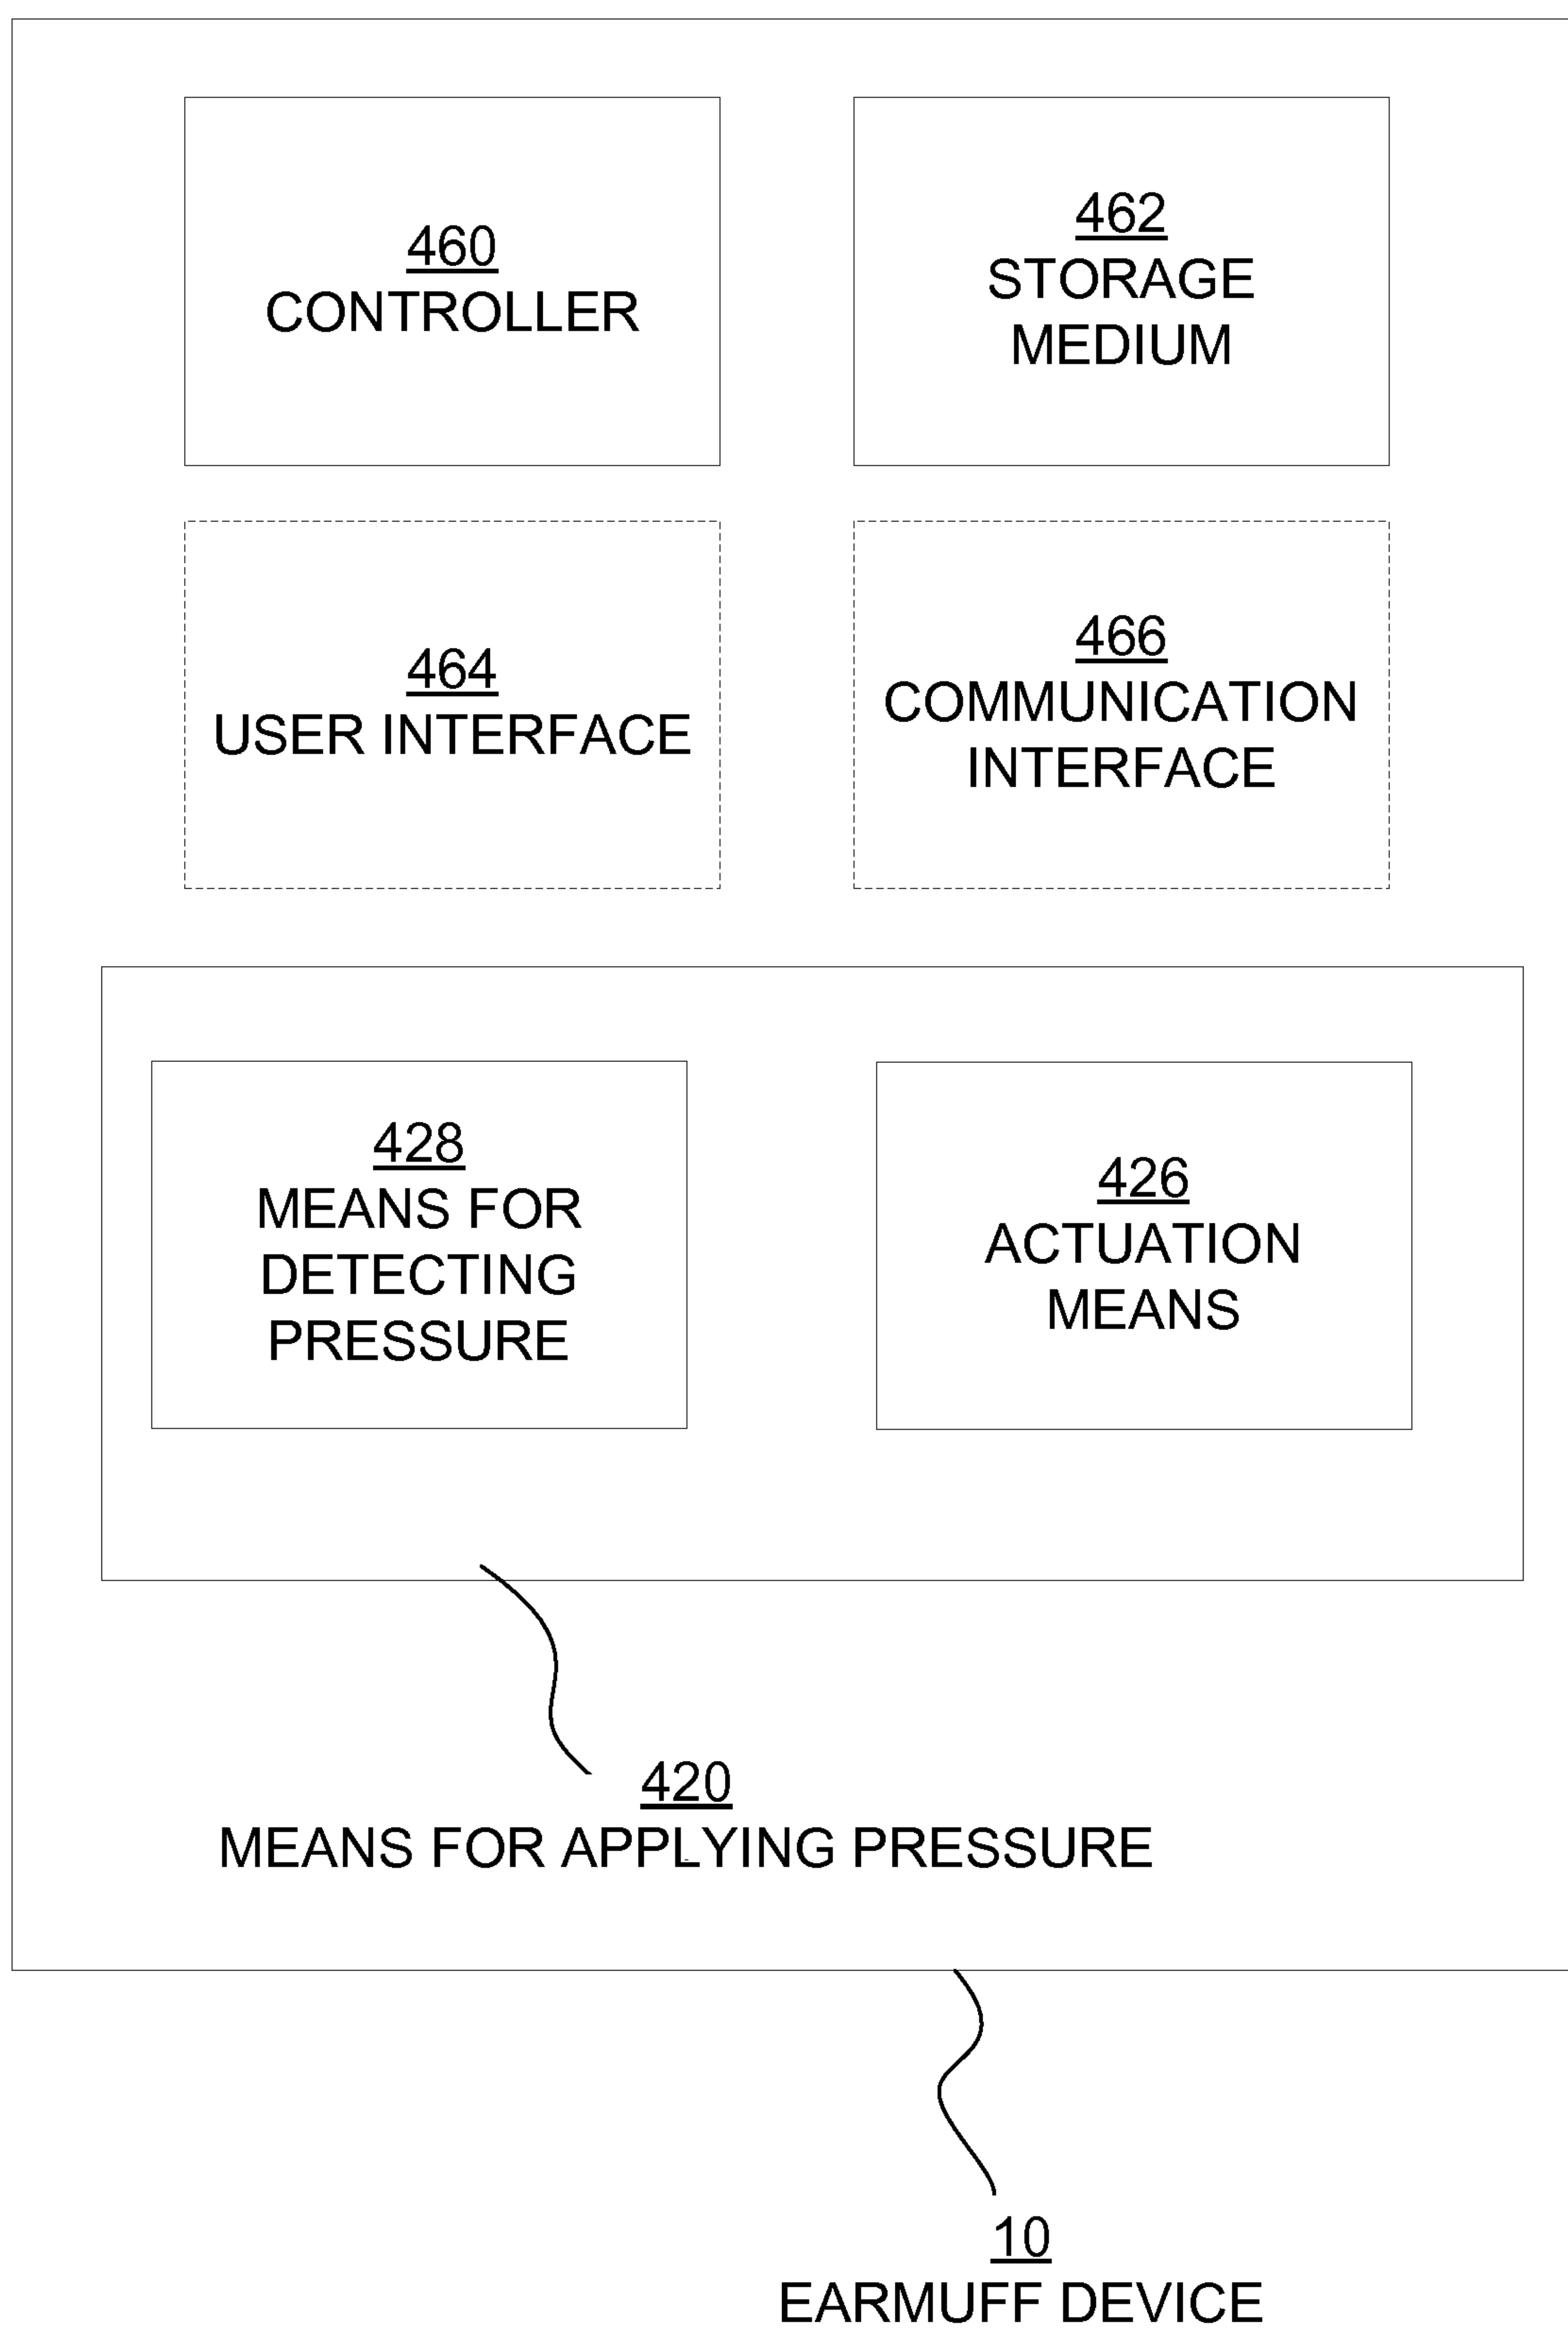 460
CONTROLLER
462
STORAGE
MEDIUM
464
USER INTERFACE
466
COMMUNICATION
INTERFACE
428
MEANS FOR
DETECTING
PRESSURE
426
ACTUATION
MEANS
420
MEANS FOR APPLYING PRESSURE
10
EARMUFF DEVICE